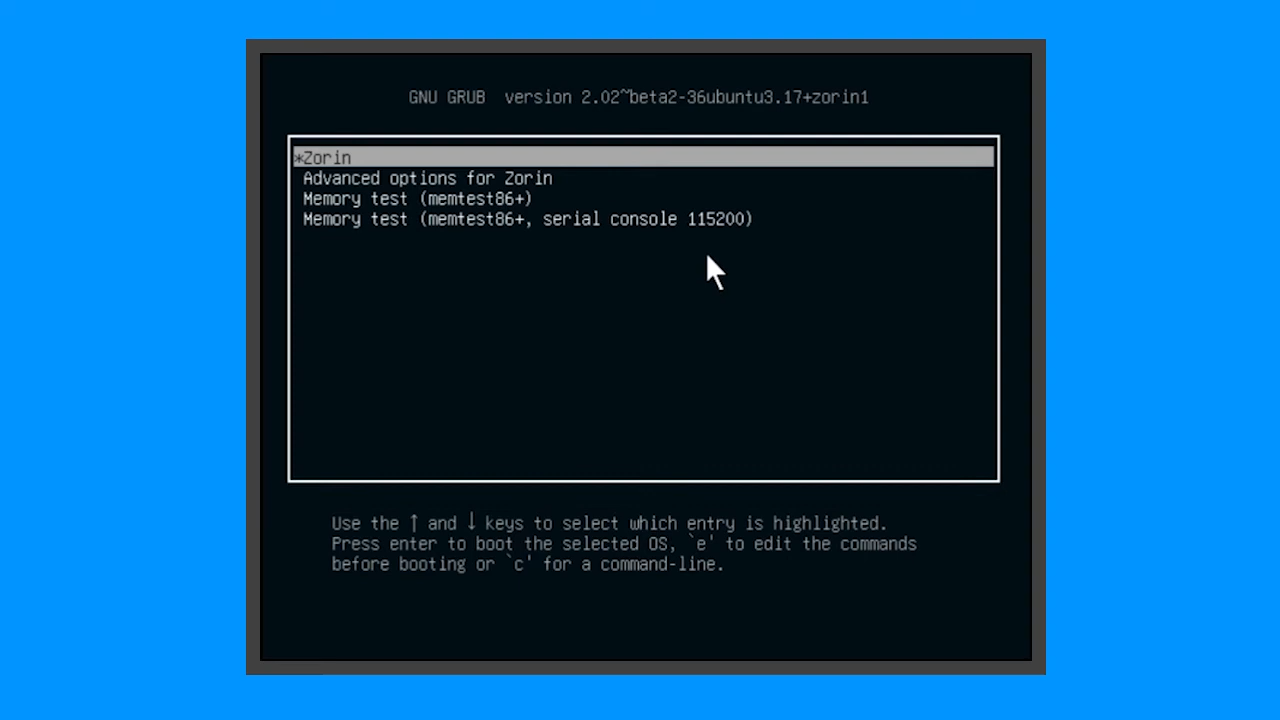 GNU GRUB  version 2.02~beta2-36ubuntu3.17+zorin1
*Zorin
Advanced options for Zorin
Memory test (memtest86+)
Memory test (memtest86+, serial console 115200)
Use the ↑ and ↓ keys to select which entry is highlighted.
Press enter to boot the selected OS, `e' to edit the commands
before booting or `c' for a command-line.